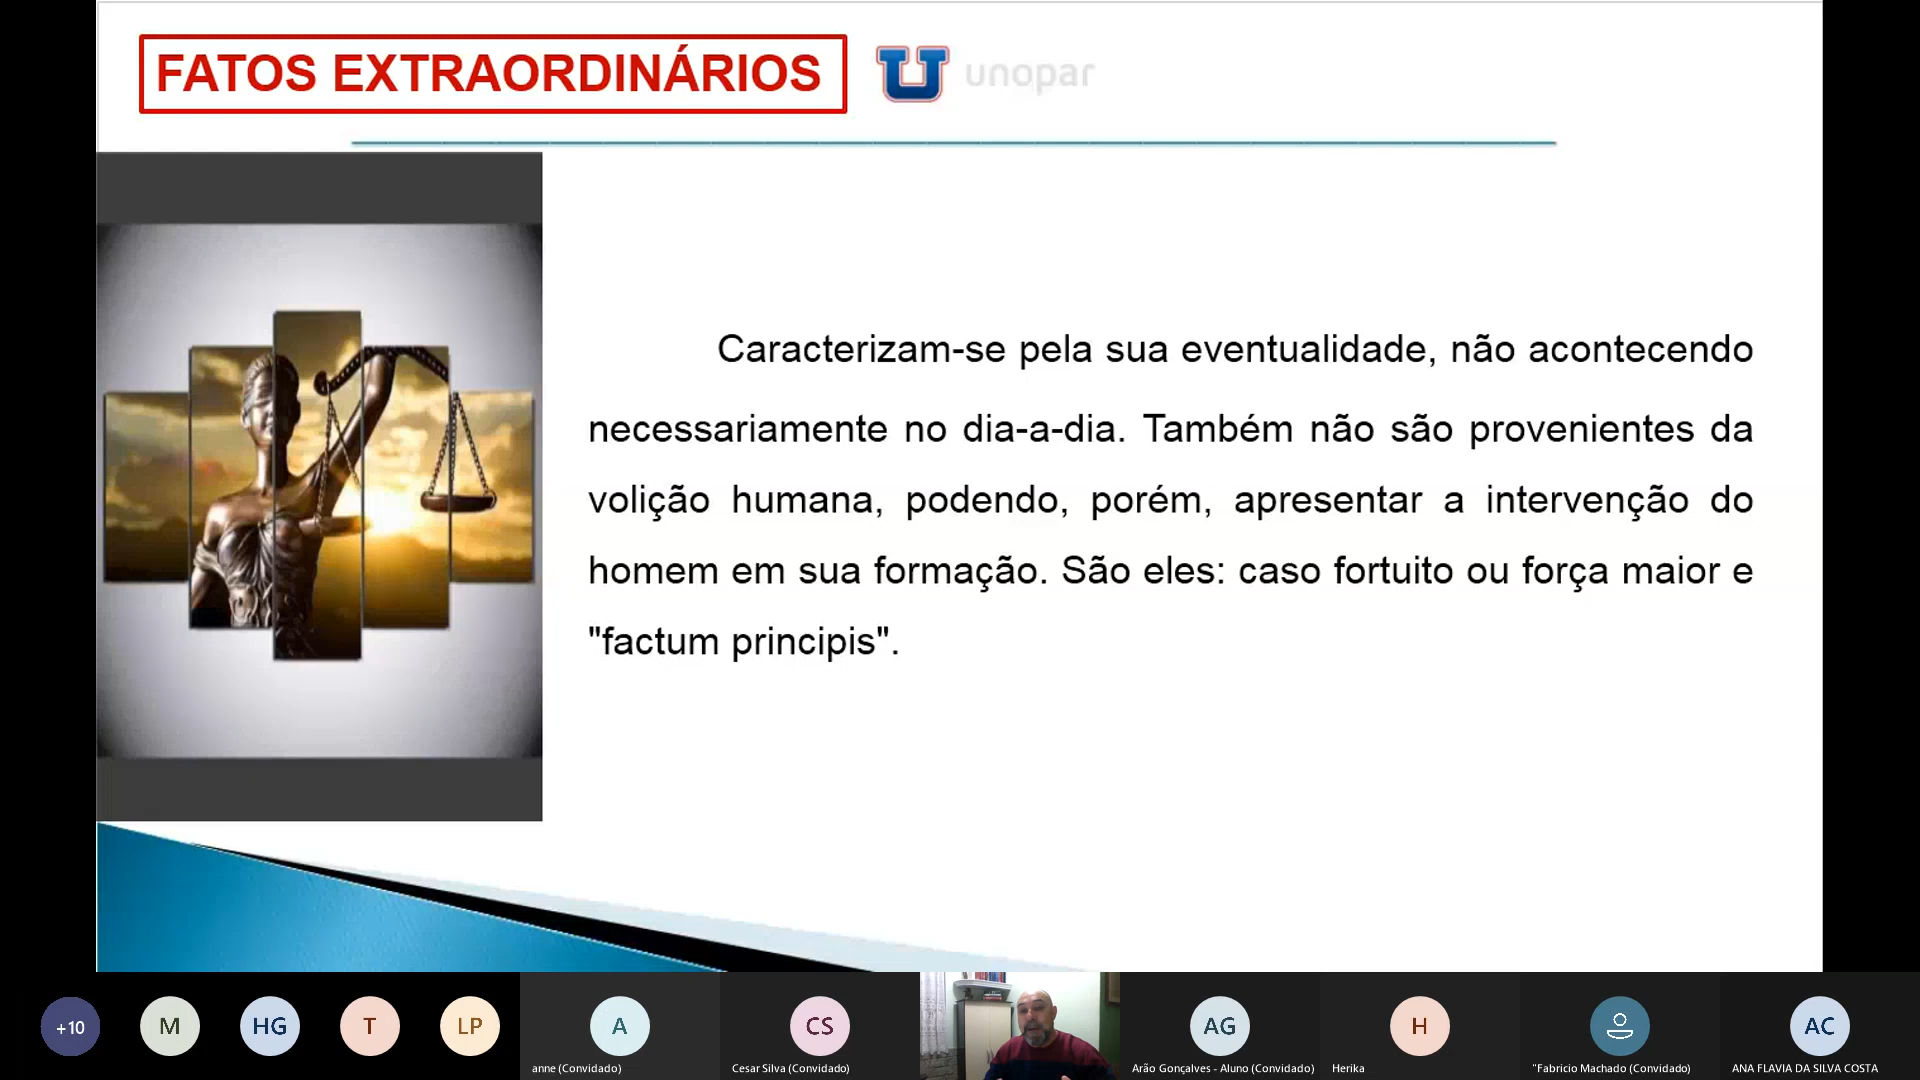 FATOS EXTRAORDINÁRIOS
unopar
Caracterizam-se pela sua eventualidade, não acontecendo
necessariamente no dia-a-dia. Também não são provenientes da
volição humana, podendo, porém, apresentar a intervenção do
homem em sua formação. São eles: caso fortuito ou força maior e
"factum principis".
+10
M
HG
T
LP
A
CS
AG
H
AC
anne (Convidado)
Cesar Silva (Convidado)
Arão Gonçalves - Aluno (Convidado)
Herika
"Fabricio Machado (Convidado)
ANA FLAVIA DA SILVA COSTA